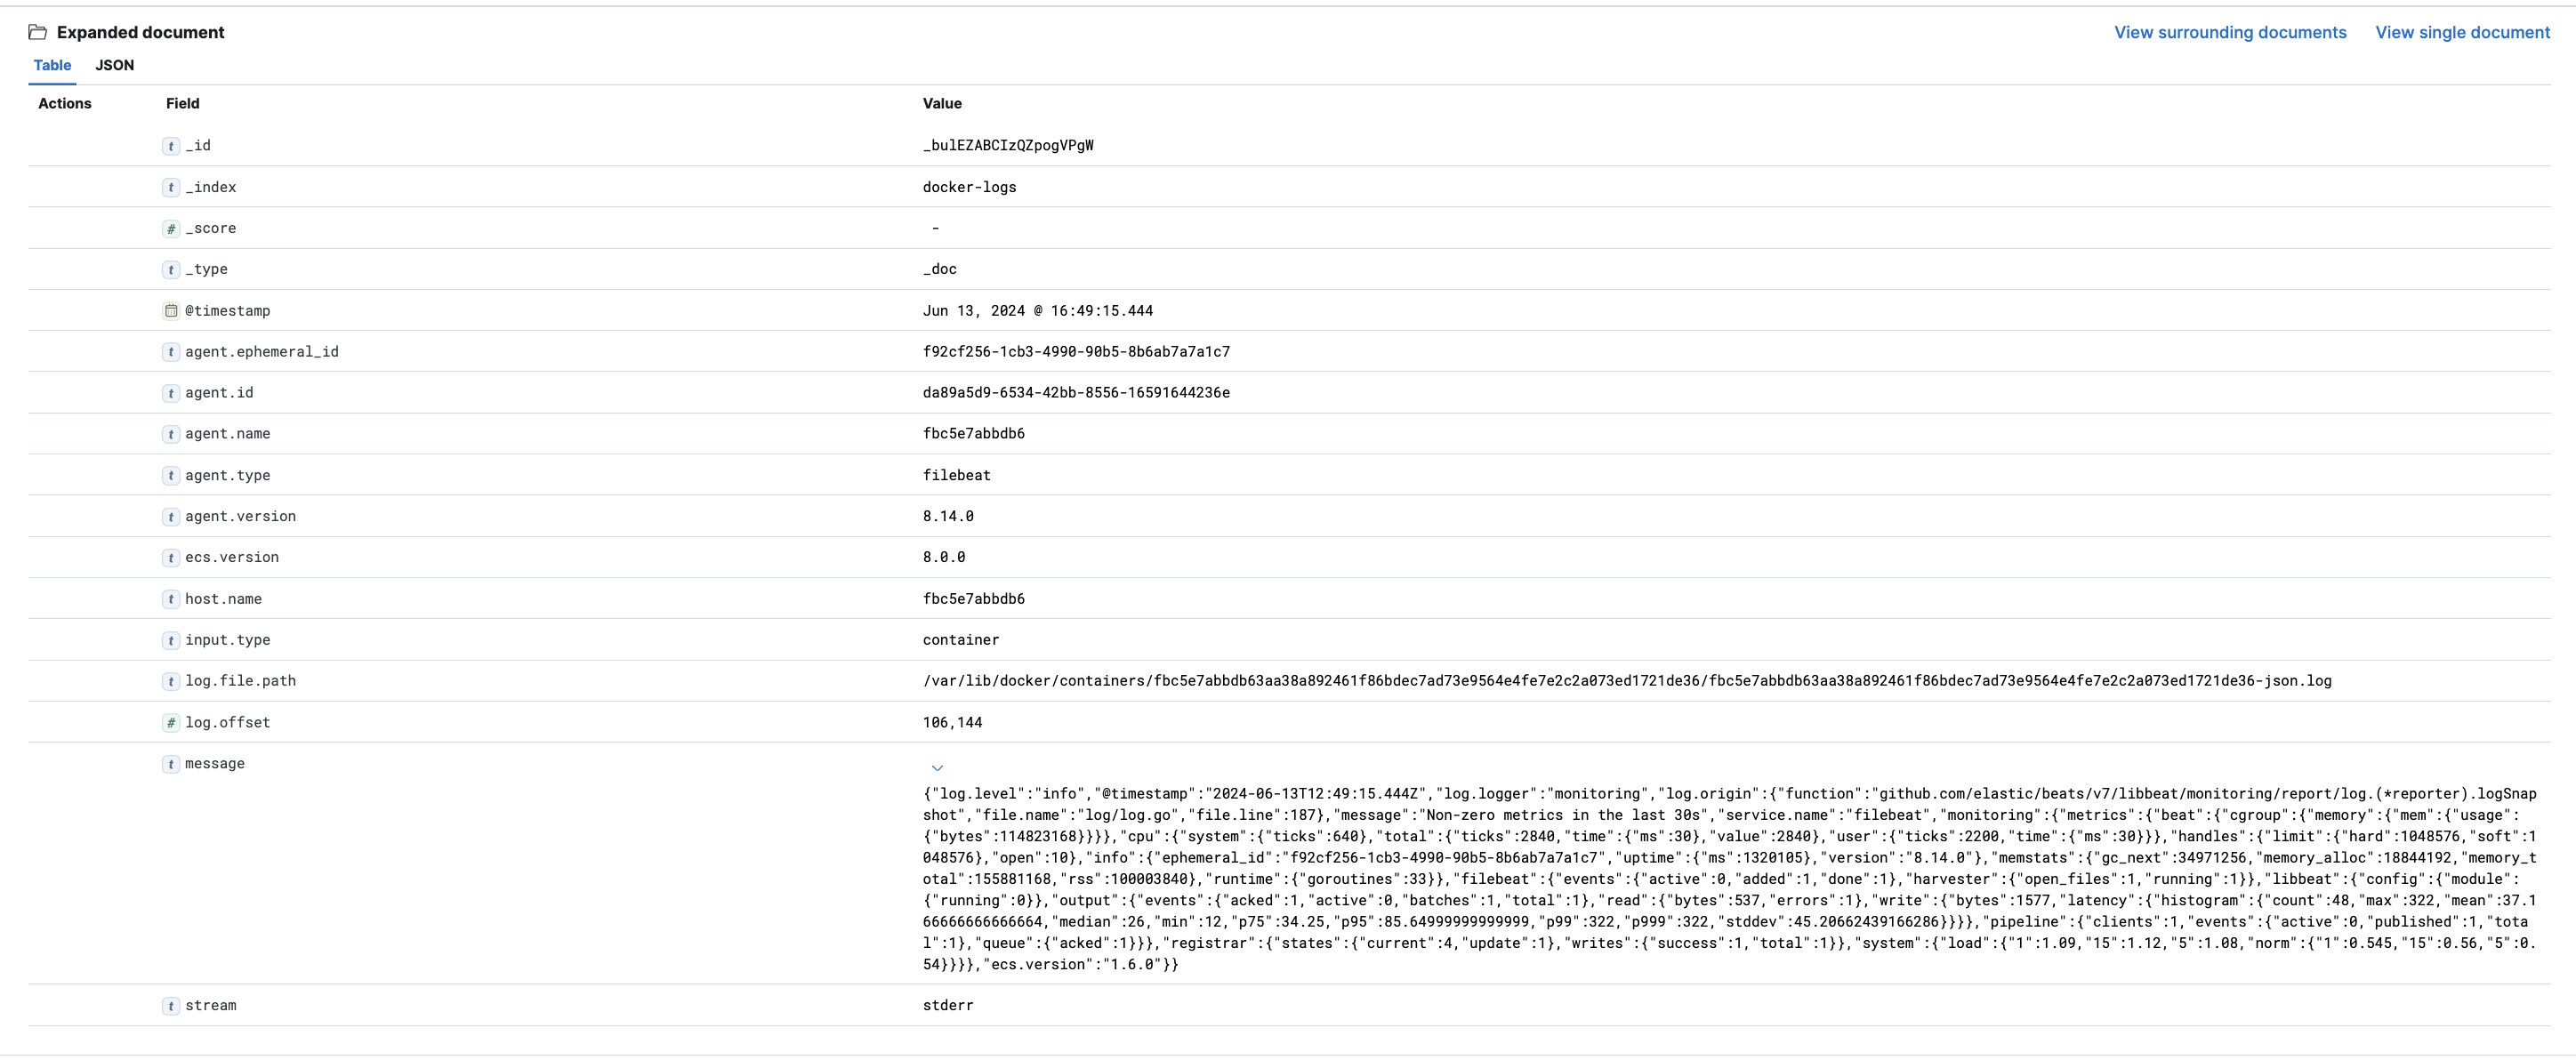 Expanded document
View surrounding documents View single document
Table JSON
Actions Field Value
t _id _bulEZABCIzQZpogVPgW
t _index docker-logs
# _score -
t _type _doc
@timestamp Jun 13, 2024 @ 16:49:15.444
t agent.ephemeral_id f92cf256-1cb3-4990-90b5-8b6ab7a7a1c7
t agent.id da89a5d9-6534-42bb-8556-16591644236e
t agent.name fbc5e7abbdb6
t agent.type filebeat
t agent.version 8.14.0
t ecs.version 8.0.0
t host.name fbc5e7abbdb6
t input.type container
t log.file.path /var/lib/docker/containers/fbc5e7abbdb63aa38a892461f86bdec7ad73e9564e4fe7e2c2a073ed1721de36/fbc5e7abbdb63aa38a892461f86bdec7ad73e9564e4fe7e2c2a073ed1721de36-json.log
# log.offset 106,144
t message
{"log.level":"info","@timestamp":"2024-06-13T12:49:15.444Z","log.logger":"monitoring","log.origin":{"function":"github.com/elastic/beats/v7/libbeat/monitoring/report/log.(*reporter).logSnap
shot","file.name":"log/log.go","file.line":187},"message":"Non-zero metrics in the last 30s","service.name":"filebeat","monitoring":{"metrics":{"beat":{"cgroup":{"memory":{"mem":{"usage":
{"bytes":114823168}}}},"cpu":{"system":{"ticks":640},"total":{"ticks":2840,"time":{"ms":30},"value":2840},"user":{"ticks":2200,"time":{"ms":30}}},"handles":{"limit":{"hard":1048576,"soft":1
048576},"open":10},"info":{"ephemeral_id":"f92cf256-1cb3-4990-90b5-8b6ab7a7a1c7","uptime":{"ms":1320105},"version":"8.14.0"},"memstats":{"gc_next":34971256,"memory_alloc":18844192,"memory_t
otal":155881168,"rss":100003840},"runtime":{"goroutines":33}},"filebeat":{"events":{"active":0,"added":1,"done":1},"harvester":{"open_files":1,"running":1}},"libbeat":{"config":{"module":
{"running":0}},"output":{"events":{"acked":1,"active":0,"batches":1,"total":1},"read":{"bytes":537,"errors":1},"write":{"bytes":1577,"latency":{"histogram":{"count":48,"max":322,"mean":37.1
66666666666664,"median":26,"min":12,"p75":34.25,"p95":85.64999999999999,"p99":322,"p999":322,"stddev":45.20662439166286}}}},"pipeline":{"clients":1,"events":{"active":0,"published":1,"tota
l":1},"queue":{"acked":1}}},"registrar":{"states":{"current":4,"update":1},"writes":{"success":1,"total":1}},"system":{"load":{"1":1.09,"15":1.12,"5":1.08,"norm":{"1":0.545,"15":0.56,"5":0.
54}}}},"ecs.version":"1.6.0"}}
t stream stderr